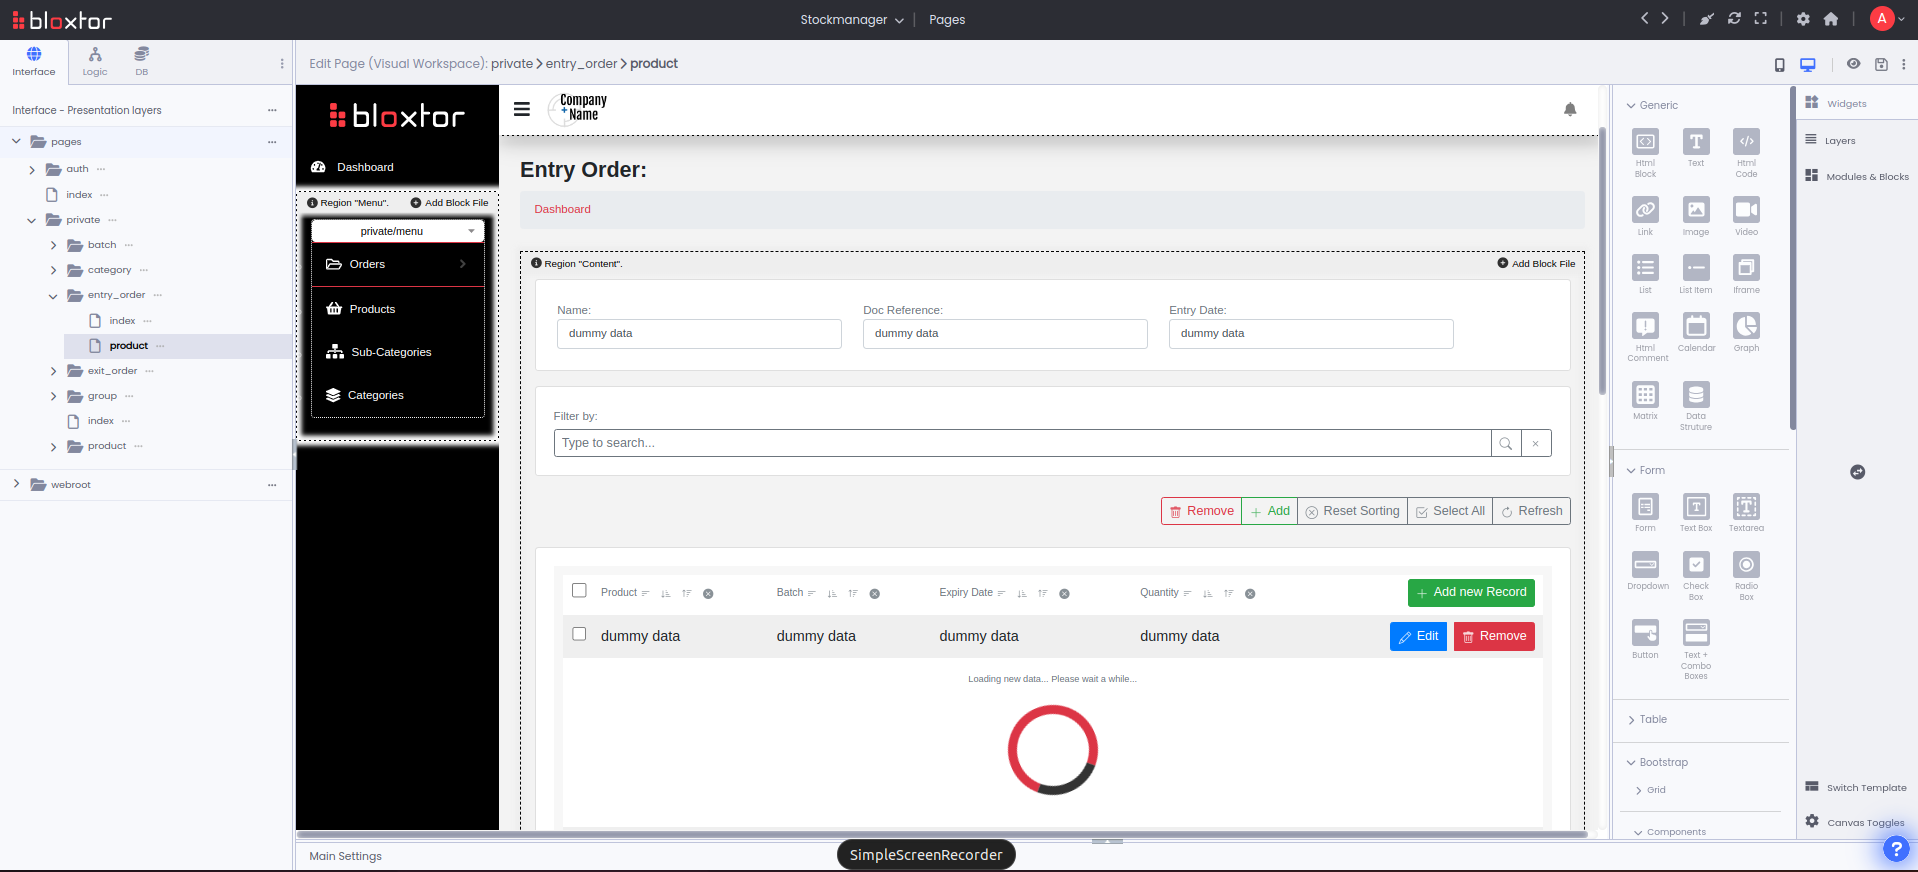 bloxtor
Stockmanager
Pages
A
Interface
Logic
DB
Edit Page (Visual Workspace): private entry_order product
Interface - Presentation layers
pages
auth
index
private
batch
category
entry_order
index
product
exit_order
group
index
product
webroot
bloxtor
Dashboard
Region "Menu".
Add Block File
private/menu
Orders
Products
Sub-Categories
Categories
Company
Name
Entry Order:
Dashboard
Region "Content".
Add Block File
Name:
Doc Reference:
Entry Date:
dummy data
dummy data
dummy data
Filter by:
Type to search...
Remove
Add
Reset Sorting
Select All
Refresh
Product
Batch
Expiry Date
Quantity
Add new Record
dummy data
dummy data
dummy data
dummy data
Edit
Remove
Loading new data... Please wait a while...
Main Settings
SimpleScreenRecorder
Generic
Html Block
Text
Html Code
Link
Image
Video
List
List Item
Iframe
Html Comment
Calendar
Graph
Matrix
Data Struture
Form
Form
Text Box
Textarea
Dropdown
Check Box
Radio Box
Button
Text + Combo Boxes
Table
Bootstrap
Grid
Components
Widgets
Layers
Modules & Blocks
Switch Template
Canvas Toggles
?